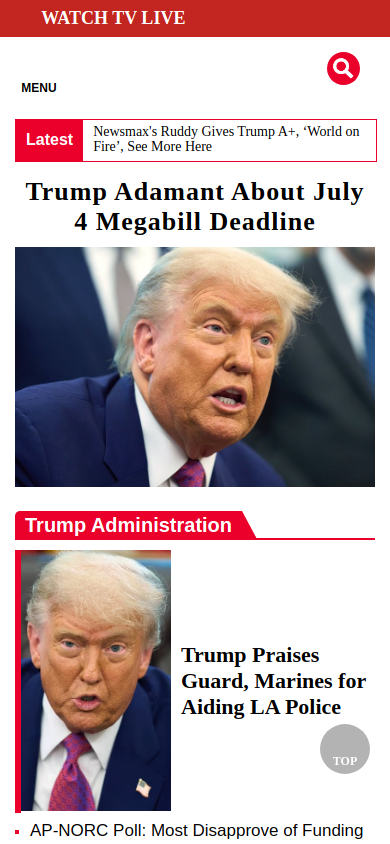 WATCH TV LIVE
MENU
Latest
Newsmax's Ruddy Gives Trump A+, ‘World on
Fire’, See More Here
Trump Adamant About July
4 Megabill Deadline
Trump Administration
Trump Praises
Guard, Marines for
Aiding LA Police
TOP
AP-NORC Poll: Most Disapprove of Funding